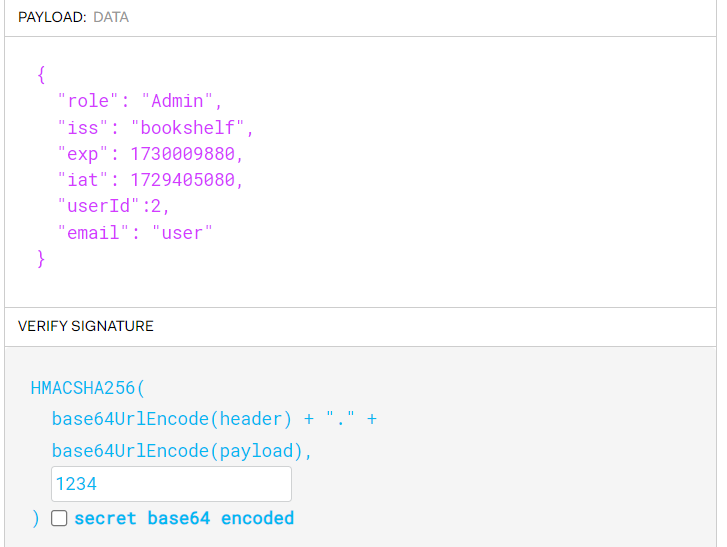 PAYLOAD: DATA
{
"role": "Admin",
"iss": "bookshelf",
"exp": 1730009880,
"iat": 1729405080,
"userId":2,
"email": "user"
}
VERIFY SIGNATURE
HMACSHA256(
base64UrlEncode(header) + "." +
base64UrlEncode(payload),
1234
) secret base64 encoded